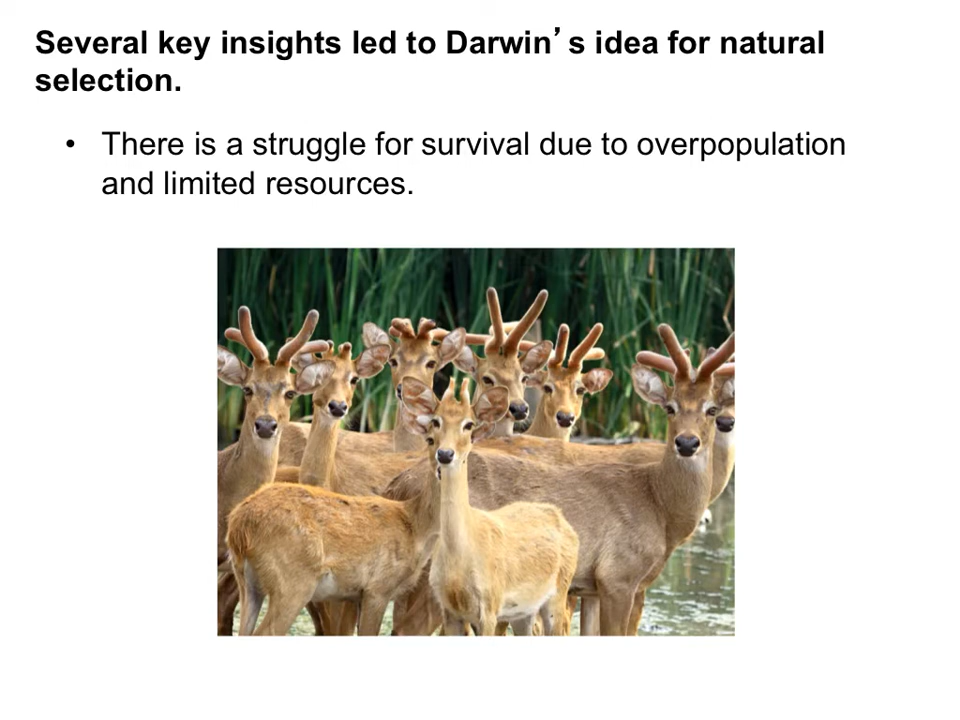 Several key insights led to Darwin’s idea for natural
selection.
• There is a struggle for survival due to overpopulation
and limited resources.